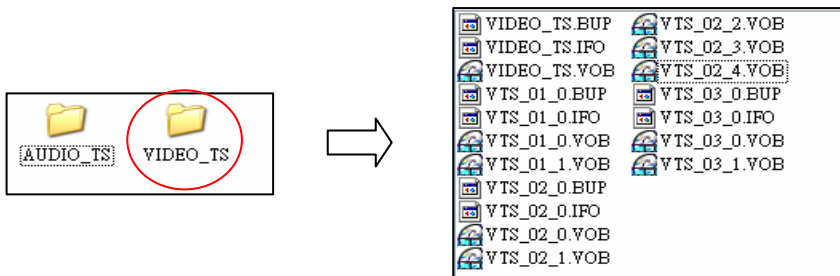 AUDIO_TS
VIDEO_TS
VIDEO_TS.BUP
VIDEO_TS.IFO
VIDEO_TS.VOB
VTS_01_0.BUP
VTS_01_0.IFO
VTS_01_0.VOB
VTS_01_1.VOB
VTS_02_0.BUP
VTS_02_0.IFO
VTS_02_0.VOB
VTS_02_1.VOB
VTS_02_2.VOB
VTS_02_3.VOB
VTS_02_4.VOB
VTS_03_0.BUP
VTS_03_0.IFO
VTS_03_0.VOB
VTS_03_1.VOB